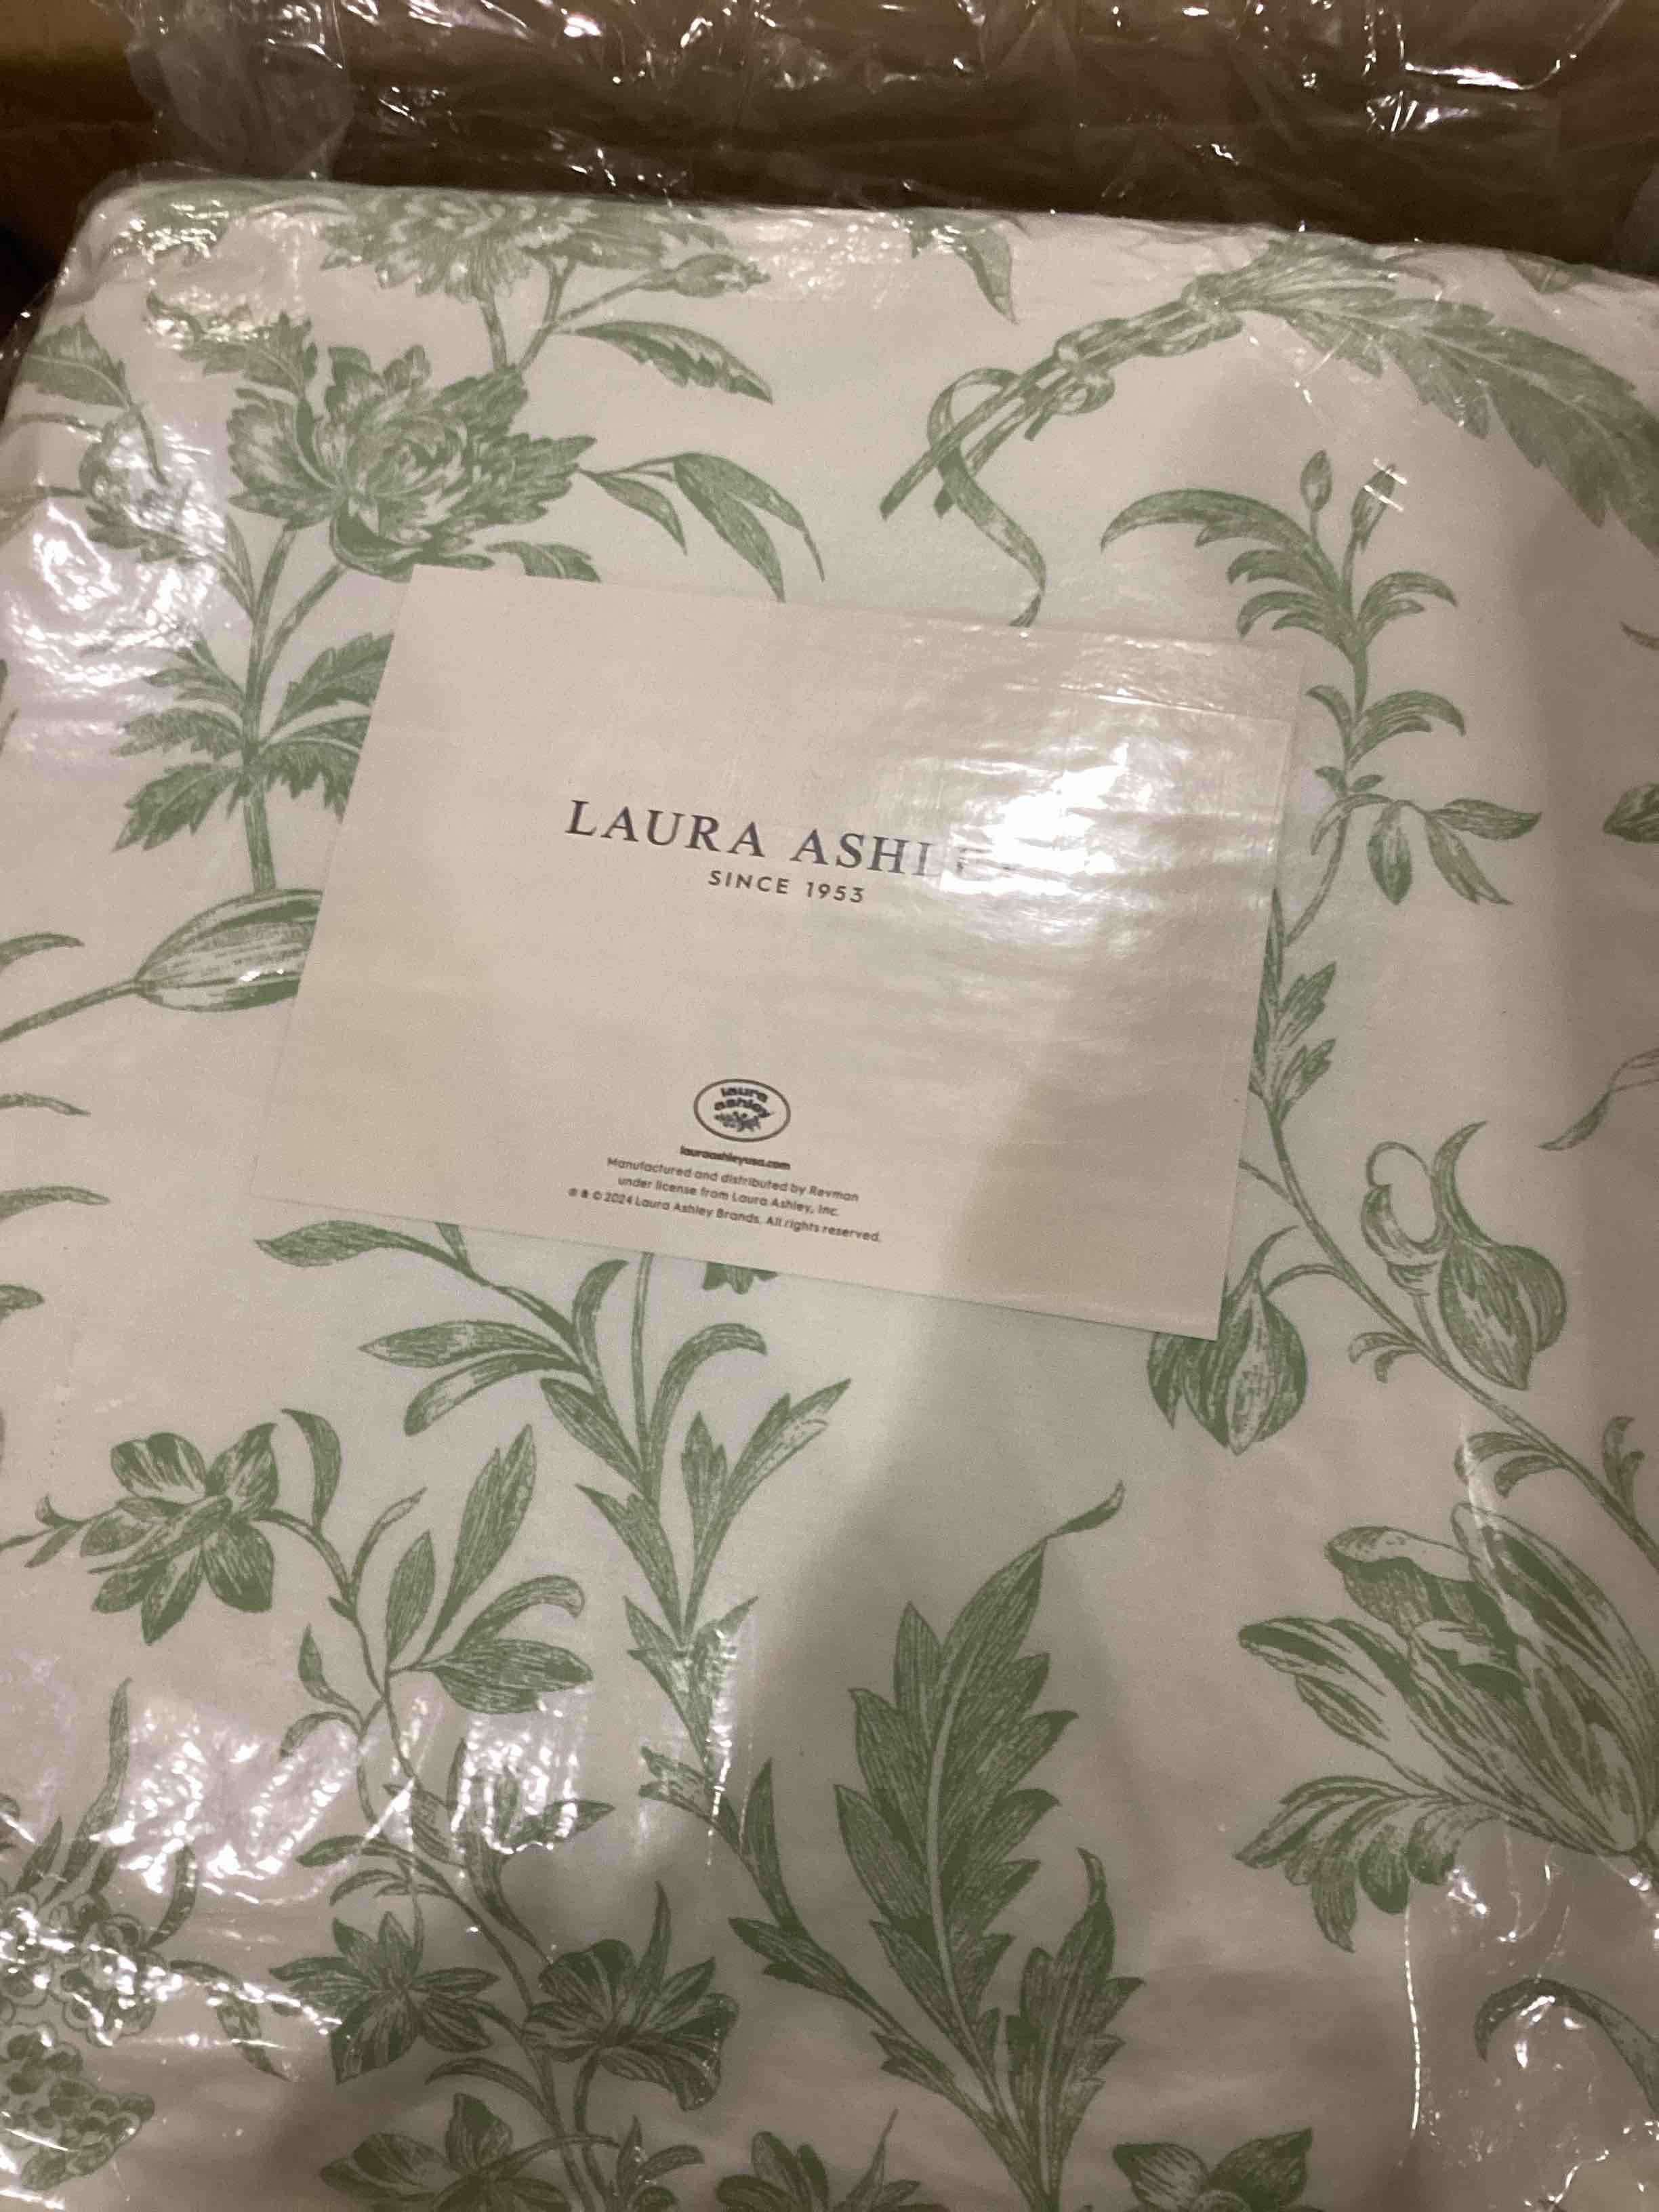 LAURA ASHLEY
SINCE 1953
laura
ashley
lauraashleyusa.com
Manufactured and distributed by Revman
under license from Laura Ashley, Inc.
® & © 2024 Laura Ashley Brands. All rights reserved.